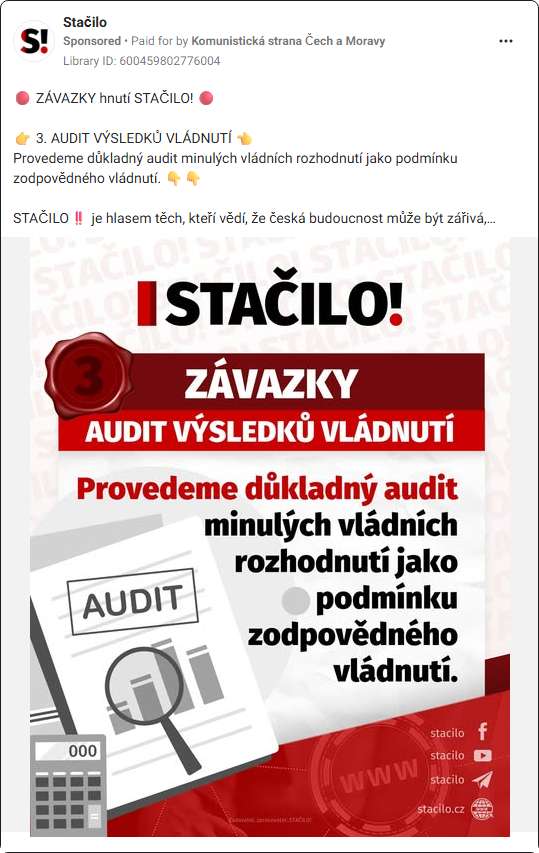 S!
Stačilo
Sponsored • Paid for by Komunistická strana Čech a Moravy
Library ID: 600459802776004
🔴 ZÁVAZKY hnutí STAČILO! 🔴
👉 3. AUDIT VÝSLEDKŮ VLÁDNUTÍ 👈
Provedeme důkladný audit minulých vládních rozhodnutí jako podmínku
zodpovědného vládnutí. 👇 👇
STAČILO‼️ je hlasem těch, kteří vědí, že česká budoucnost může být zářivá,...
STAČILO!
3
ZÁVAZKY
AUDIT VÝSLEDKŮ VLÁDNUTÍ
Provedeme důkladný audit
minulých vládních
rozhodnutí jako
podmínku
zodpovědného
vládnutí.
AUDIT
000
www
stacilo
stacilo
stacilo
stacilo.cz